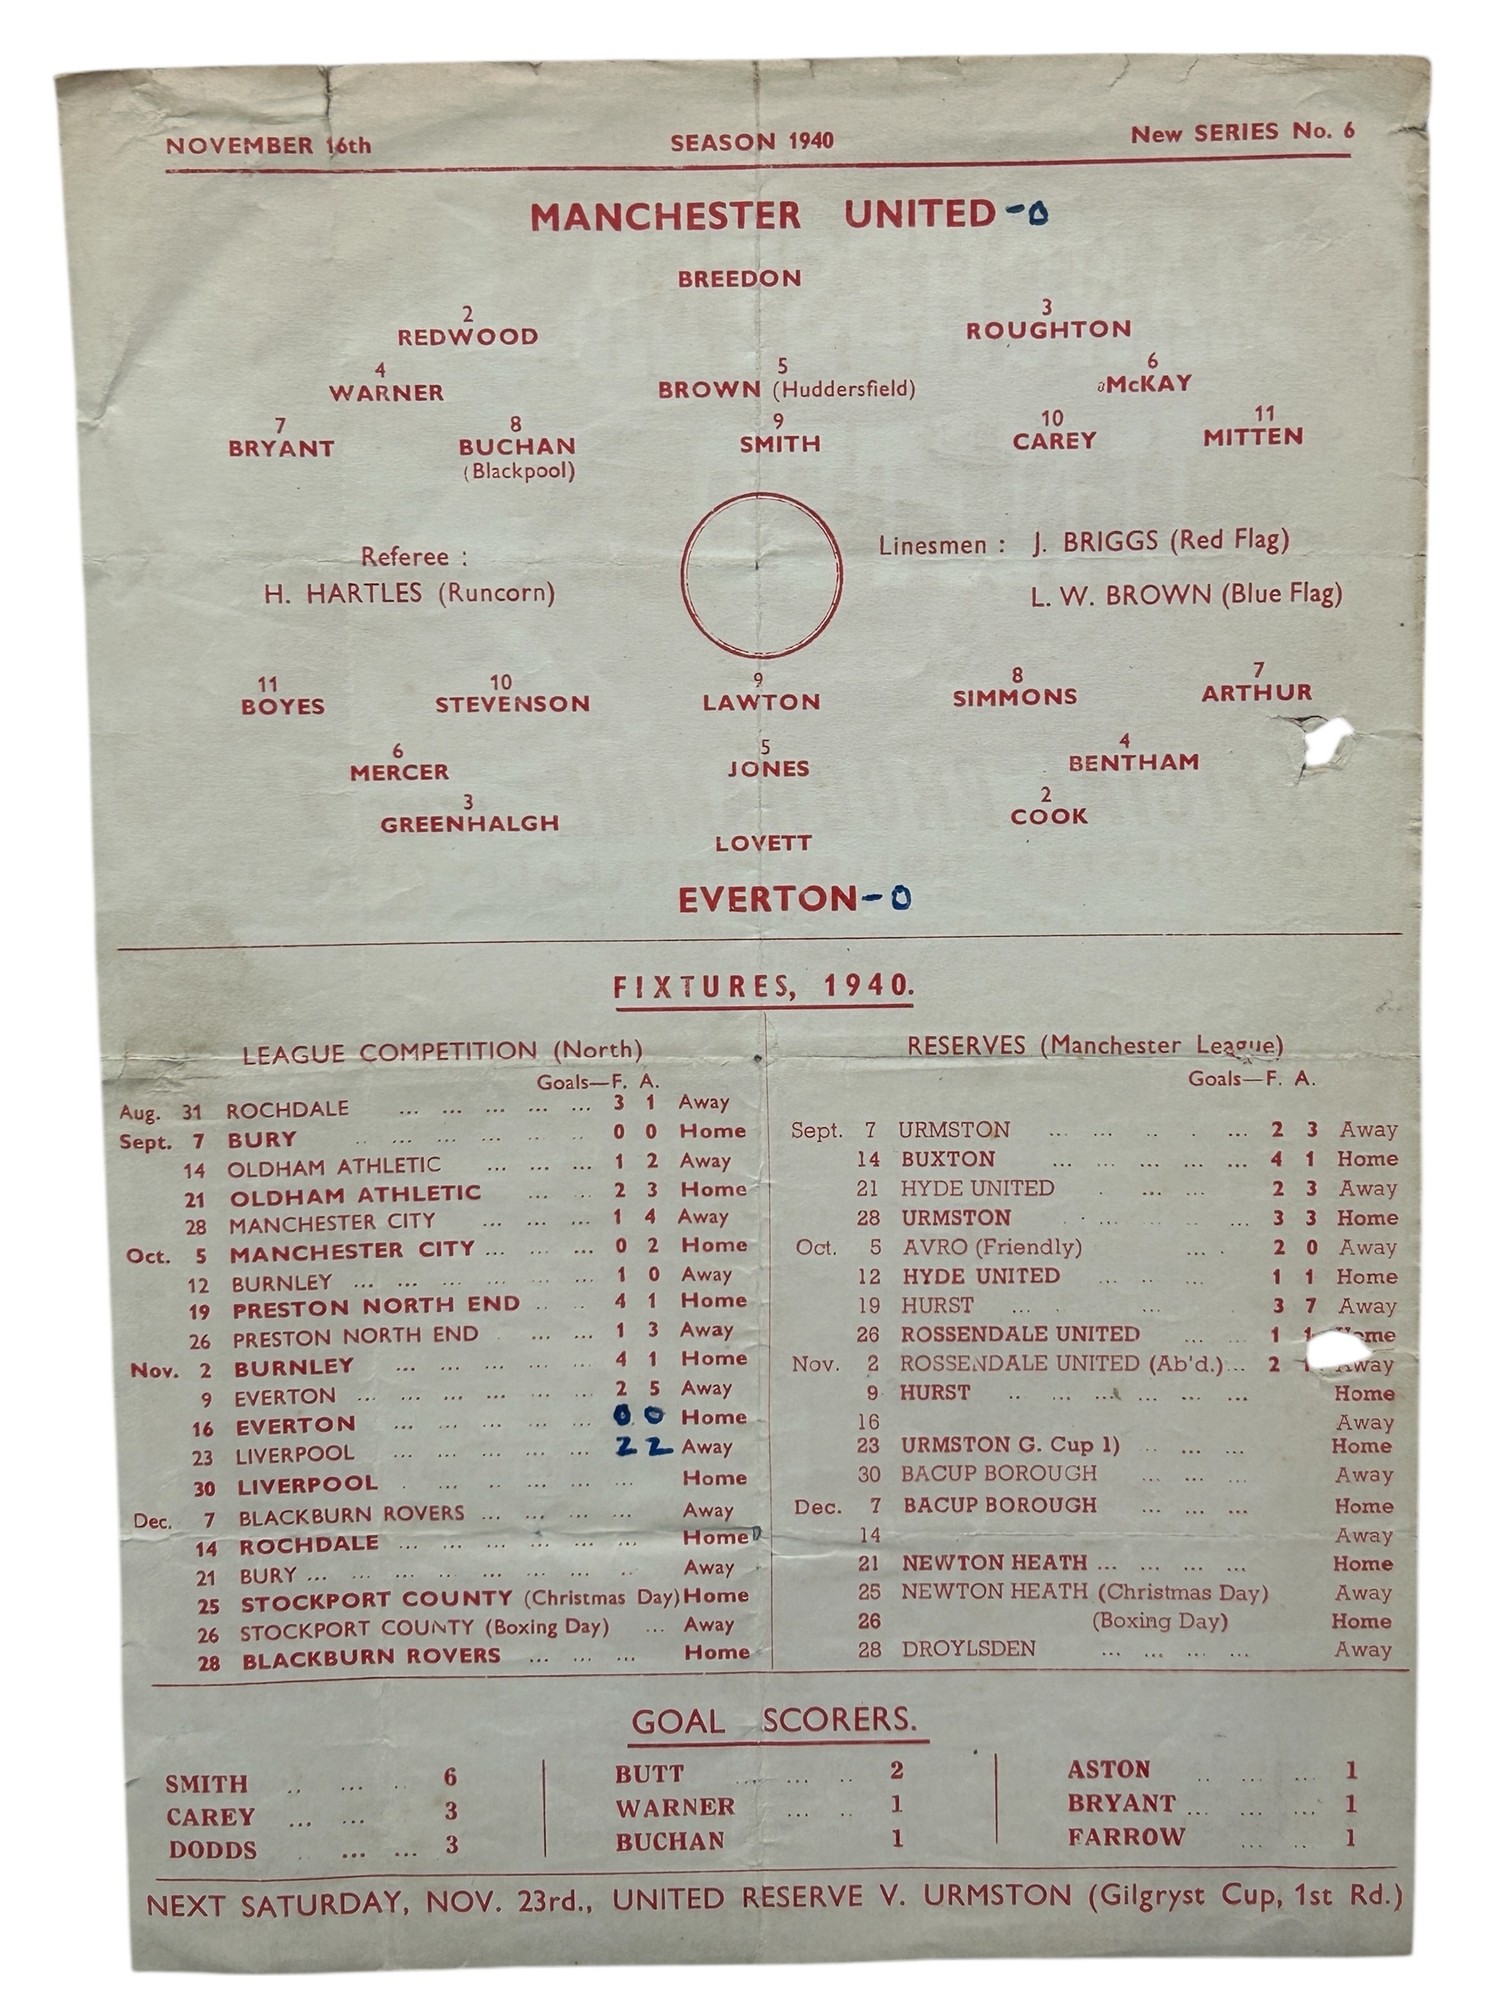 NOVEMBER 16th SEASON 1940 New SERIES No. 6
MANCHESTER UNITED -0
BREEDON
2 3
REDWOOD ROUGHTON
4 5 6
WARNER BROWN (Huddersfield) McKAY
7 8 9 10 11
BRYANT BUCHAN SMITH CAREY MITTEN
(Blackpool)
Referee : Linesmen : J. BRIGGS (Red Flag)
H. HARTLES (Runcorn) L. W. BROWN (Blue Flag)
11 10 9 8 7
BOYES STEVENSON LAWTON SIMMONS ARTHUR
6 5 4
MERCER JONES BENTHAM
3 2
GREENHALGH COOK
LOVETT
EVERTON -0
FIXTURES, 1940.
LEAGUE COMPETITION (North)
Goals—F. A.
Aug. 31 ROCHDALE ... ... ... ... ... 3 1 Away
Sept. 7 BURY .. ... ... ... ... .. 0 0 Home
14 OLDHAM ATHLETIC ... ... ... 1 2 Away
21 OLDHAM ATHLETIC ... ... 2 3 Home
28 MANCHESTER CITY ... ... ... 1 4 Away
Oct. 5 MANCHESTER CITY ... ... ... 0 2 Home
12 BURNLEY ... ... ... ... ... ... 1 0 Away
19 PRESTON NORTH END .. .. 4 1 Home
26 PRESTON NORTH END . ... ... 1 3 Away
Nov. 2 BURNLEY ... ... ... ... ... 4 1 Home
9 EVERTON ... ... ... ... ... ... 2 5 Away
16 EVERTON ... ... ... ... ... 0 0 Home
23 LIVERPOOL ... ... ... ... ... 2 2 Away
30 LIVERPOOL . ... ... ... ... ... Home
Dec. 7 BLACKBURN ROVERS ... ... ... ... Away
14 ROCHDALE ... ... ... ... ... ... Home
21 BURY ... ... .. ... ... ... ... .. Away
25 STOCKPORT COUNTY (Christmas Day) Home
26 STOCKPORT COUNTY (Boxing Day) ... Away
28 BLACKBURN ROVERS ... ... ... Home
RESERVES (Manchester League)
Goals—F. A.
Sept. 7 URMSTON ... ... .. . ... 2 3 Away
14 BUXTON ... ... ... ... ... 4 1 Home
21 HYDE UNITED . ... ... 2 3 Away
28 URMSTON . . ... ... ... 3 3 Home
Oct. 5 AVRO (Friendly) ... . 2 0 Away
12 HYDE UNITED ... ... ... 1 1 Home
19 HURST ... . ... 3 7 Away
26 ROSSENDALE UNITED ... ... 1 1 Home
Nov. 2 ROSSENDALE UNITED (Ab'd.)... 2 Away
9 HURST .. ... ... ... ... ... Home
16 Away
23 URMSTON G. Cup 1) ... ... ... Home
30 BACUP BOROUGH ... ... ... Away
Dec. 7 BACUP BOROUGH ... ... ... Home
14 Away
21 NEWTON HEATH ... ... ... ... Home
25 NEWTON HEATH (Christmas Day) Away
26 (Boxing Day) Home
28 DROYLSDEN ... ... ... ... Away
GOAL SCORERS.
SMITH .. ... .. 6 BUTT ... ... .. 2 ASTON .. ... ... 1
CAREY ... ... 3 WARNER ... .. 1 BRYANT ... ... ... 1
DODDS . ... ... 3 BUCHAN 1 FARROW ... .. 1
NEXT SATURDAY, NOV. 23rd., UNITED RESERVE V. URMSTON (Gilgryst Cup, 1st Rd.)